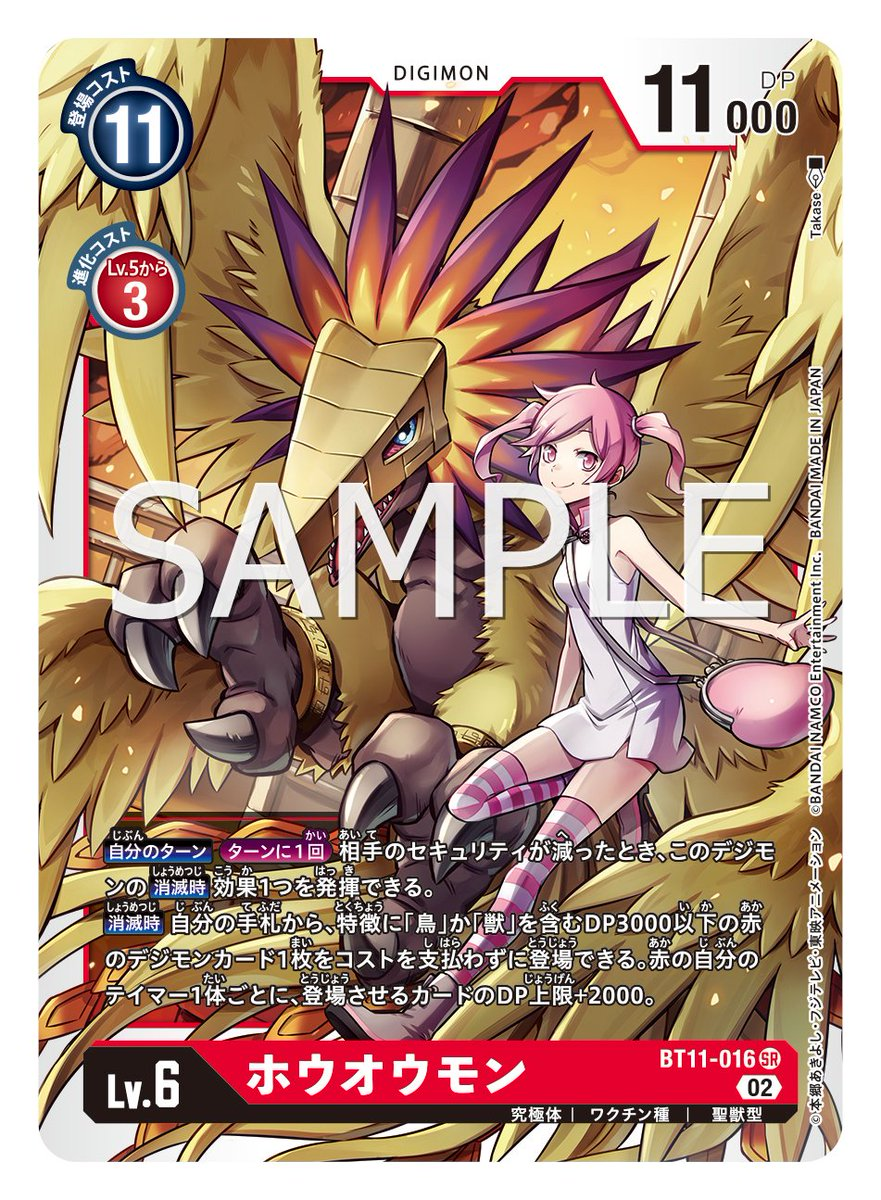 DIGIMON
登場コスト
11
11000
DP
進化コスト
Lv.5から
3
Takase
SAMPLE
自分のターン ターンに1回 相手のセキュリティが減ったとき、このデジモ
ンの 消滅時 効果1つを発揮できる。
消滅時 自分の手札から、特徴に「鳥」か「獣」を含むDP3000以下の赤
のデジモンカード1枚をコストを支払わずに登場できる。赤の自分の
テイマー1体ごとに、登場させるカードのDP上限+2000。
Lv.6
ホウオウモン
BT11-016 SR
02
究極体 | ワクチン種 | 聖獣型
©本郷あきよし・フジテレビ・東映アニメーション ©BANDAI NAMCO Entertainment Inc. BANDAI MADE IN JAPAN